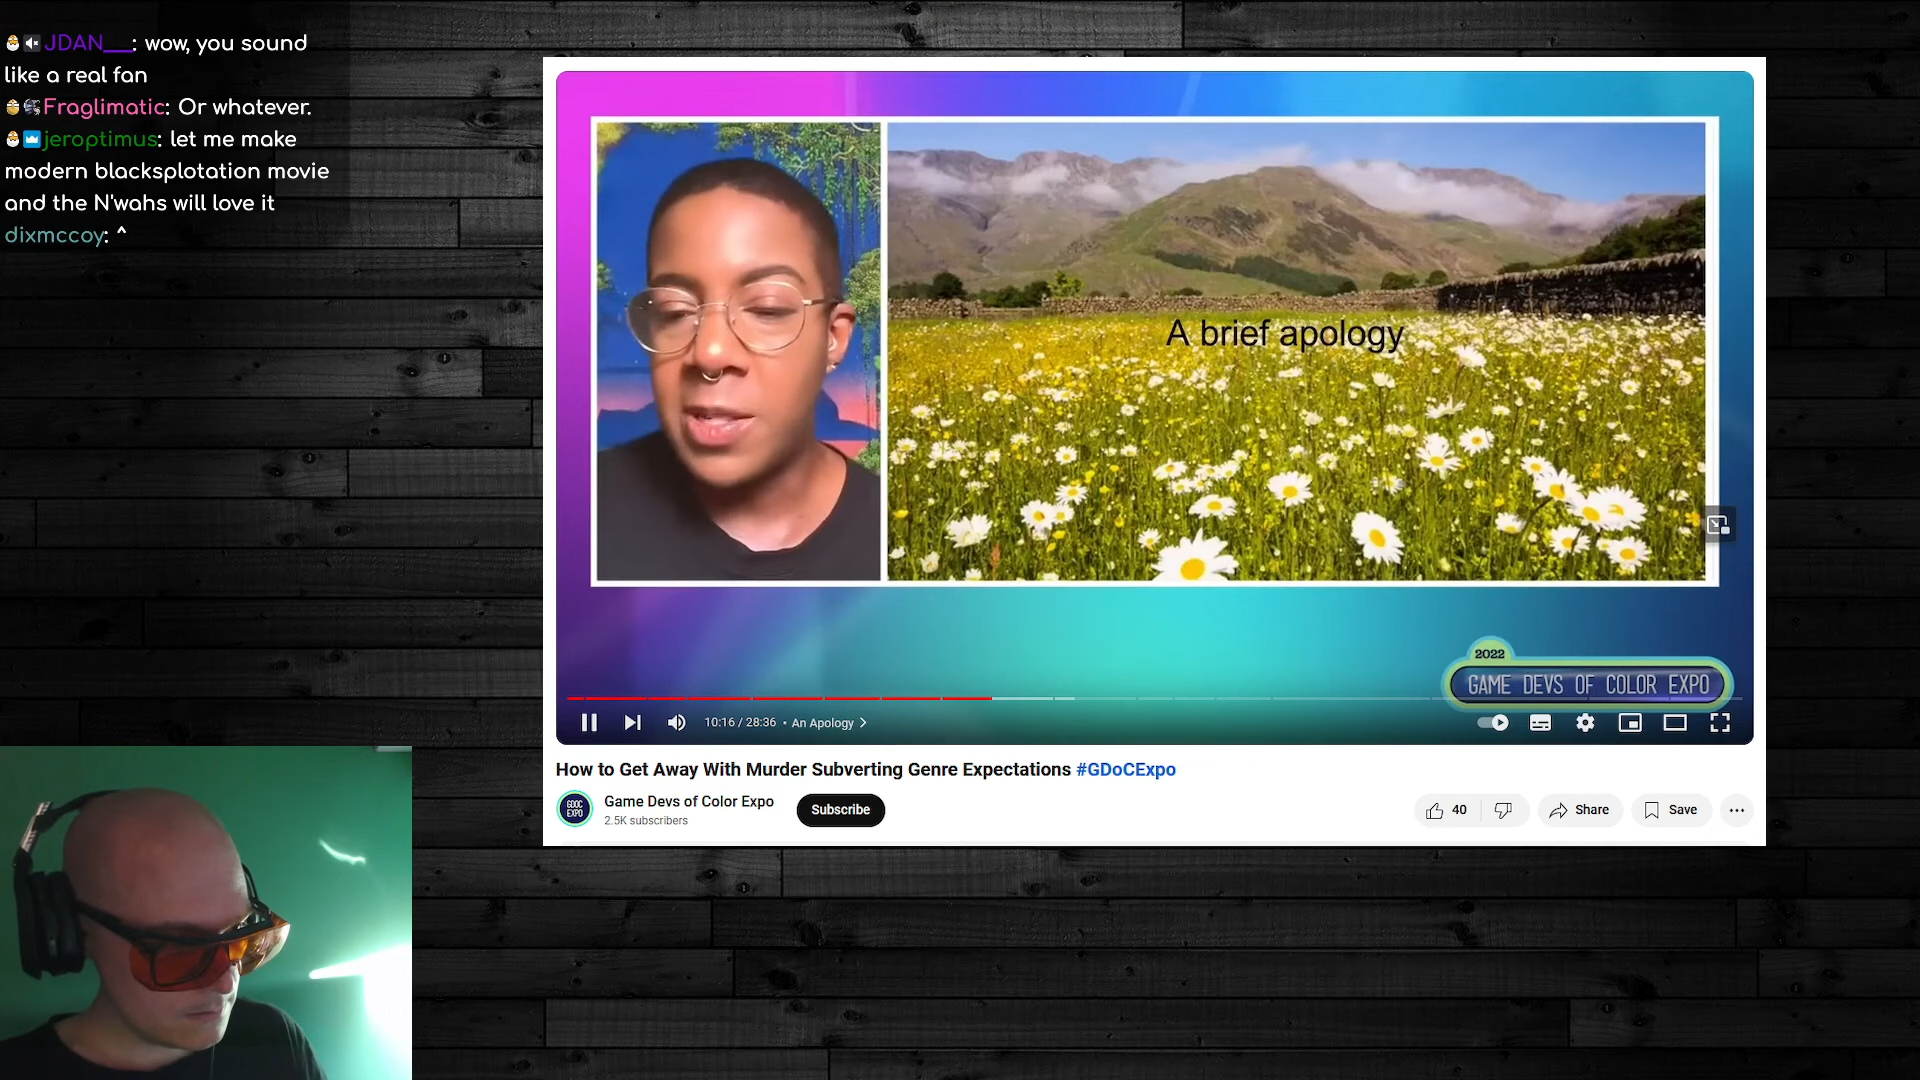 JDAN___: wow, you sound
like a real fan
Fraglimatic: Or whatever.
jeroptimus: let me make
modern blacksplotation movie
and the N'wahs will love it
dixmccoy: ^
A brief apology
2022
GAME DEVS OF COLOR EXPO
10:16 / 28:36 • An Apology >
How to Get Away With Murder Subverting Genre Expectations #GDoCExpo
GDOC
EXPO
Game Devs of Color Expo
2.5K subscribers
Subscribe
40
Share
Save